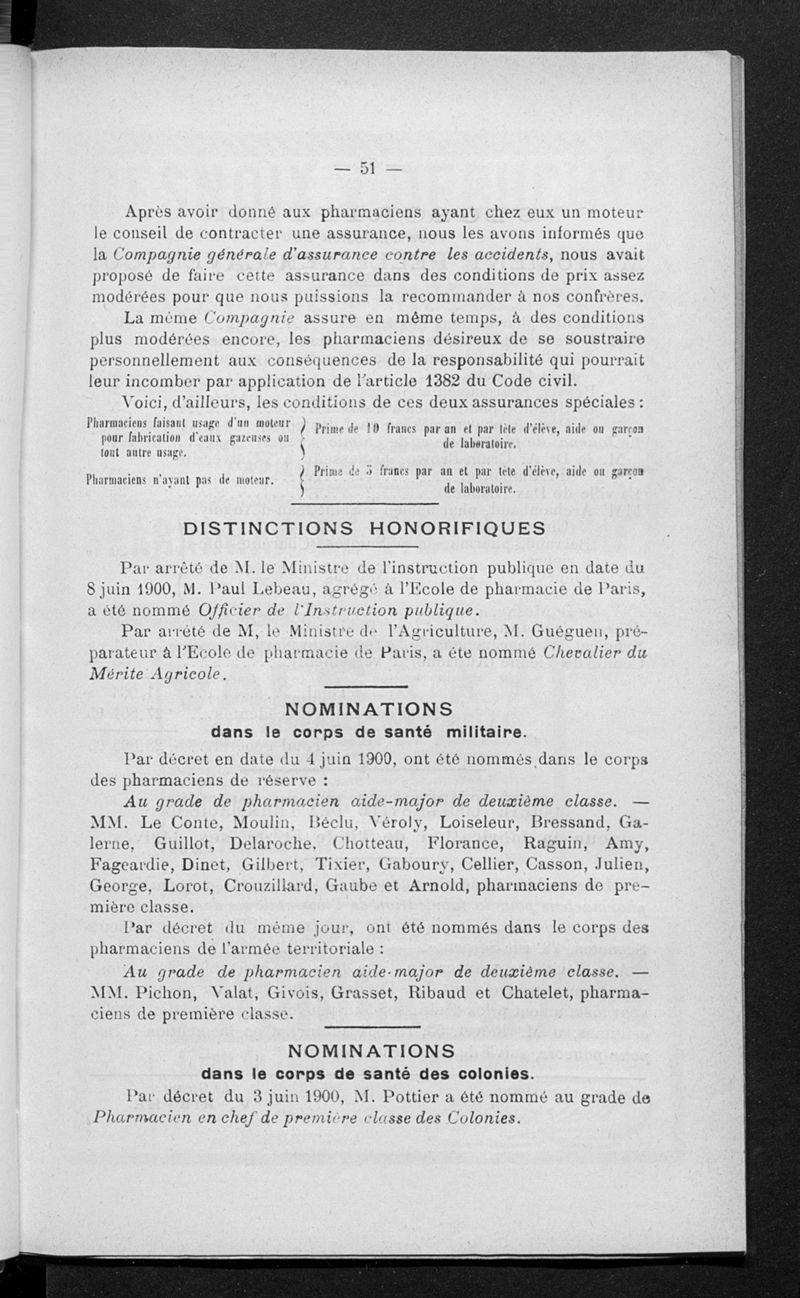 — 51 —
Après avoir donné aux pharmaciens ayant chez eux un moteur
le conseil de contracter une assurance, nous les avons informés que
la Compagnie générale d'assurance contre les accidents, nous avait
proposé de faire cette assurance dans des conditions de prix assez
modérées pour que nous puissions la recommander à nos confrères.
La même Compagnie assure en même temps, à des conditions
plus modérées encore, les pharmaciens désireux de se soustraire
personnellement aux conséquences de la responsabilité qui pourrait
leur incomber par application de l'article 1382 du Code civil.
Voici, d'ailleurs, les conditions de ces deux assurances spéciales :
Pharmaciens faisant usage d'un moteur
pour fabrication d'eaux gazeuses ou
tout autre usage.
Prime de 10 francs par an et par tête d'élève, aide ou garçon
de laboratoire.
Pharmaciens n'ayant pas de moteur.
Prime de 5 francs par an et par tête d'élève, aide ou garçon
de laboratoire.
DISTINCTIONS HONORIFIQUES
Par arrêté de M. le Ministre de l'instruction publique en date du
8 juin 1900, M. Paul Lebeau, agrégé à l'Ecole de pharmacie de Paris,
a été nommé Officier de l'Instruction publique.
Par arrêté de M, le Ministre de l'Agriculture, M. Guéguen, pré-
parateur à l'Ecole de pharmacie de Paris, a éte nommé Chevalier du
Mérite Agricole.
NOMINATIONS
dans le corps de santé militaire.
Par décret en date du 4 juin 1900, ont été nommés dans le corps
des pharmaciens de réserve :
Au grade de pharmacien aide-major de deuxième classe. —
MM. Le Conte, Moulin, Béclu, Véroly, Loiseleur, Bressand, Ga-
lerne, Guillot, Delaroche, Chotteau, Florance, Raguin, Amy,
Fageardie, Dinet, Gilbert, Tixier, Gaboury, Cellier, Casson, Julien,
George, Lorot, Crouzillard, Gaube et Arnold, pharmaciens de pre-
mière classe.
Par décret du même jour, ont été nommés dans le corps des
pharmaciens de l'armée territoriale :
Au grade de pharmacien aide-major de deuxième classe. —
MM. Pichon, Valat, Givois, Grasset, Ribaud et Chatelet, pharma-
ciens de première classe.
NOMINATIONS
dans le corps de santé des colonies.
Par décret du 3 juin 1900, M. Pottier a été nommé au grade de
Pharmacien en chef de première classe des Colonies.